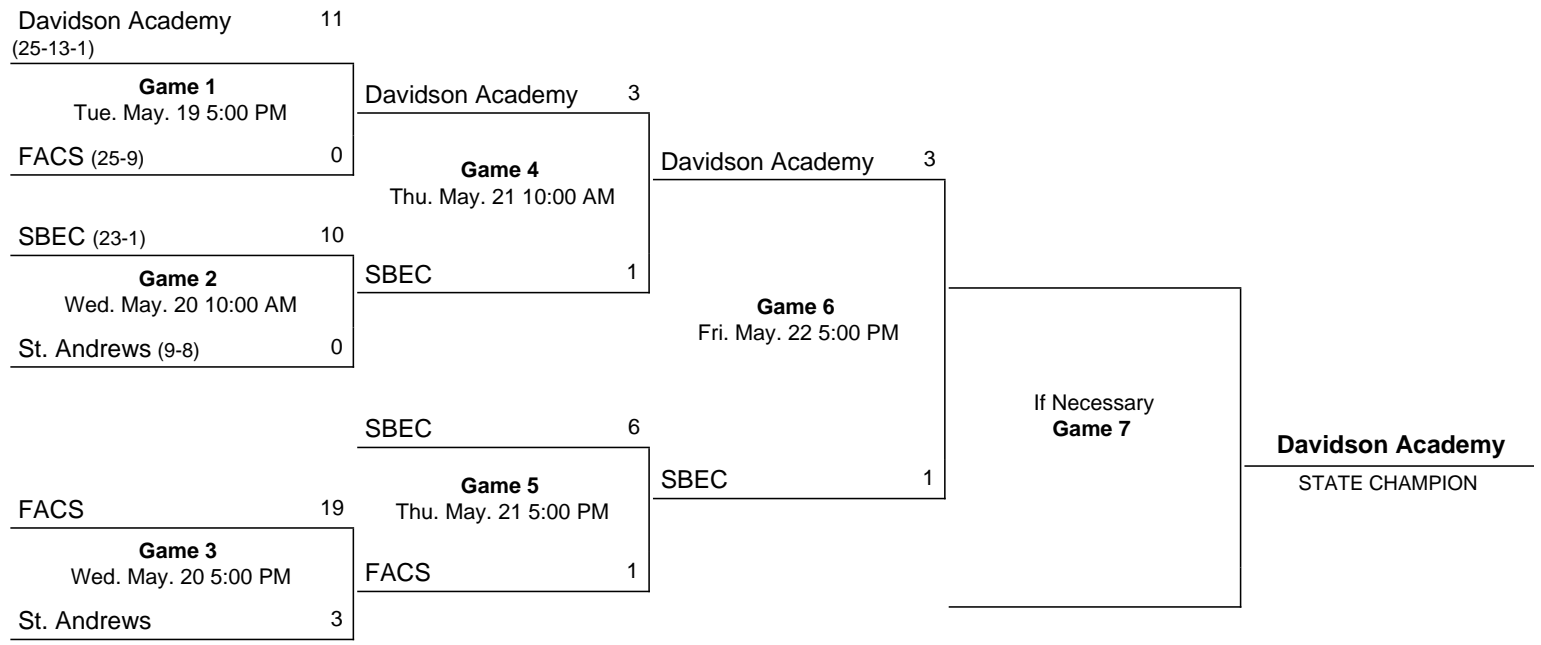 Davidson Academy 11
(25-13-1)
Game 1
Tue. May. 19 5:00 PM
FACS (25-9) 0
SBEC (23-1) 10
Game 2
Wed. May. 20 10:00 AM
St. Andrews (9-8) 0
FACS 19
Game 3
Wed. May. 20 5:00 PM
St. Andrews 3
Davidson Academy 3
Game 4
Thu. May. 21 10:00 AM
SBEC 1
SBEC 6
Game 5
Thu. May. 21 5:00 PM
FACS 1
Davidson Academy 3
Game 6
Fri. May. 22 5:00 PM
SBEC 1
If Necessary
Game 7
Davidson Academy
STATE CHAMPION